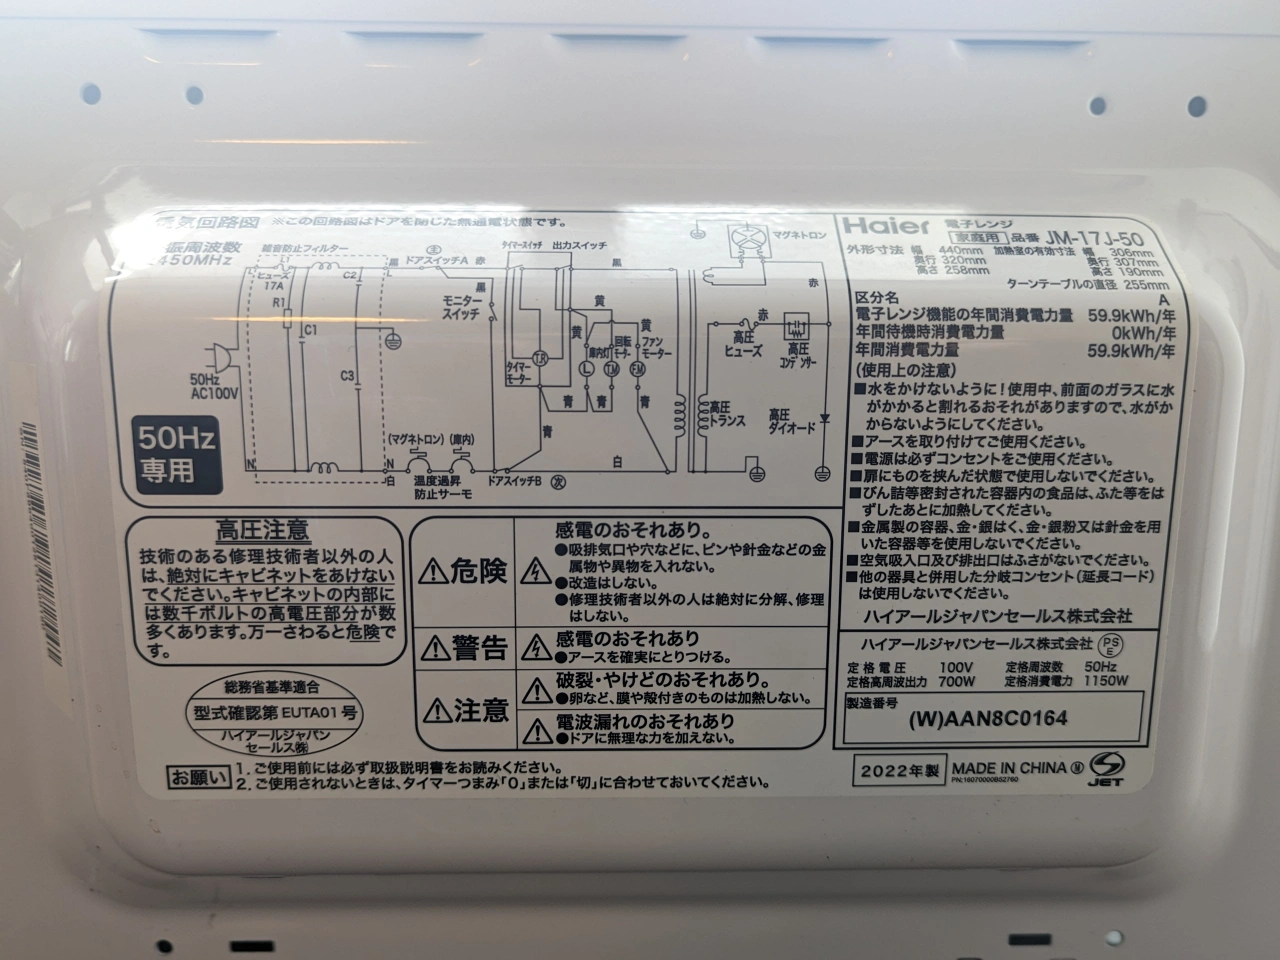 気回路図 ※この回路図はドアを閉じた無通電状態です。
振周波数
450MHz
雑音防止フィルター
L1
ヒューズ
17A
R1
C1
C2
C3
L
L
N
N
黒
白
50Hz
AC100V
50Hz
専用
主
ドアスイッチA
赤
黒
モニター
スイッチ
タイマースイッチ
出力スイッチ
黒
黄
黄
黄
T.R
タイマー
モーター
庫内灯
L
回転
モーター
T.M
ファン
モーター
F.M
青
青
青
青
白
(マグネトロン)(庫内)
温度過昇
防止サーモ
ドアスイッチB
次
マグネトロン
赤
赤
高圧
ヒューズ
高圧
コンデンサー
高圧
トランス
高圧
ダイオード
高圧注意
技術のある修理技術者以外の人
は、絶対にキャビネットをあけない
でください。キャビネットの内部に
は数千ボルトの高電圧部分が数
多くあります。万一さわると危険で
す。
総務省基準適合
型式確認第EUTA01号
ハイアールジャパン
セールス㈱
危険
感電のおそれあり。
●吸排気口や穴などに、ピンや針金などの金
属物や異物を入れない。
●改造はしない。
●修理技術者以外の人は絶対に分解、修理
はしない。
警告
感電のおそれあり
●アースを確実にとりつける。
注意
破裂・やけどのおそれあり。
●卵など、膜や殻付きのものは加熱しない。
電波漏れのおそれあり
●ドアに無理な力を加えない。
お願い
1. ご使用前には必ず取扱説明書をお読みください。
2. ご使用されないときは、タイマーつまみ「0」または「切」に合わせておいてください。
Haier 電子レンジ
家庭用 品番 JM-17J-50
外形寸法 幅 440mm 加熱室の有効寸法 幅 306mm
奥行 320mm 奥行 307mm
高さ 258mm 高さ 190mm
ターンテーブルの直径 255mm
区分名 A
電子レンジ機能の年間消費電力量 59.9kWh/年
年間待機時消費電力量 0kWh/年
年間消費電力量 59.9kWh/年
(使用上の注意)
■水をかけないように!使用中、前面のガラスに水
がかかると割れるおそれがありますので、水がか
からないようにしてください。
■アースを取り付けてご使用ください。
■電源は必ずコンセントをご使用ください。
■扉にものを挟んだ状態で使用しないでください。
■びん詰等密封された容器内の食品は、ふた等をは
ずしたあとに加熱してください。
■金属製の容器、金・銀はく、金・銀粉又は針金を用
いた容器等を使用しないでください。
■空気吸入口及び排出口はふさがないでください。
■他の器具と併用した分岐コンセント(延長コード)
は使用しないでください。
ハイアールジャパンセールス株式会社
ハイアールジャパンセールス株式会社 PSE
定格電圧 100V 定格周波数 50Hz
定格高周波出力 700W 定格消費電力 1150W
製造番号
(W)AAN8C0164
2022年製
MADE IN CHINA
PN:16070000B52760
JET